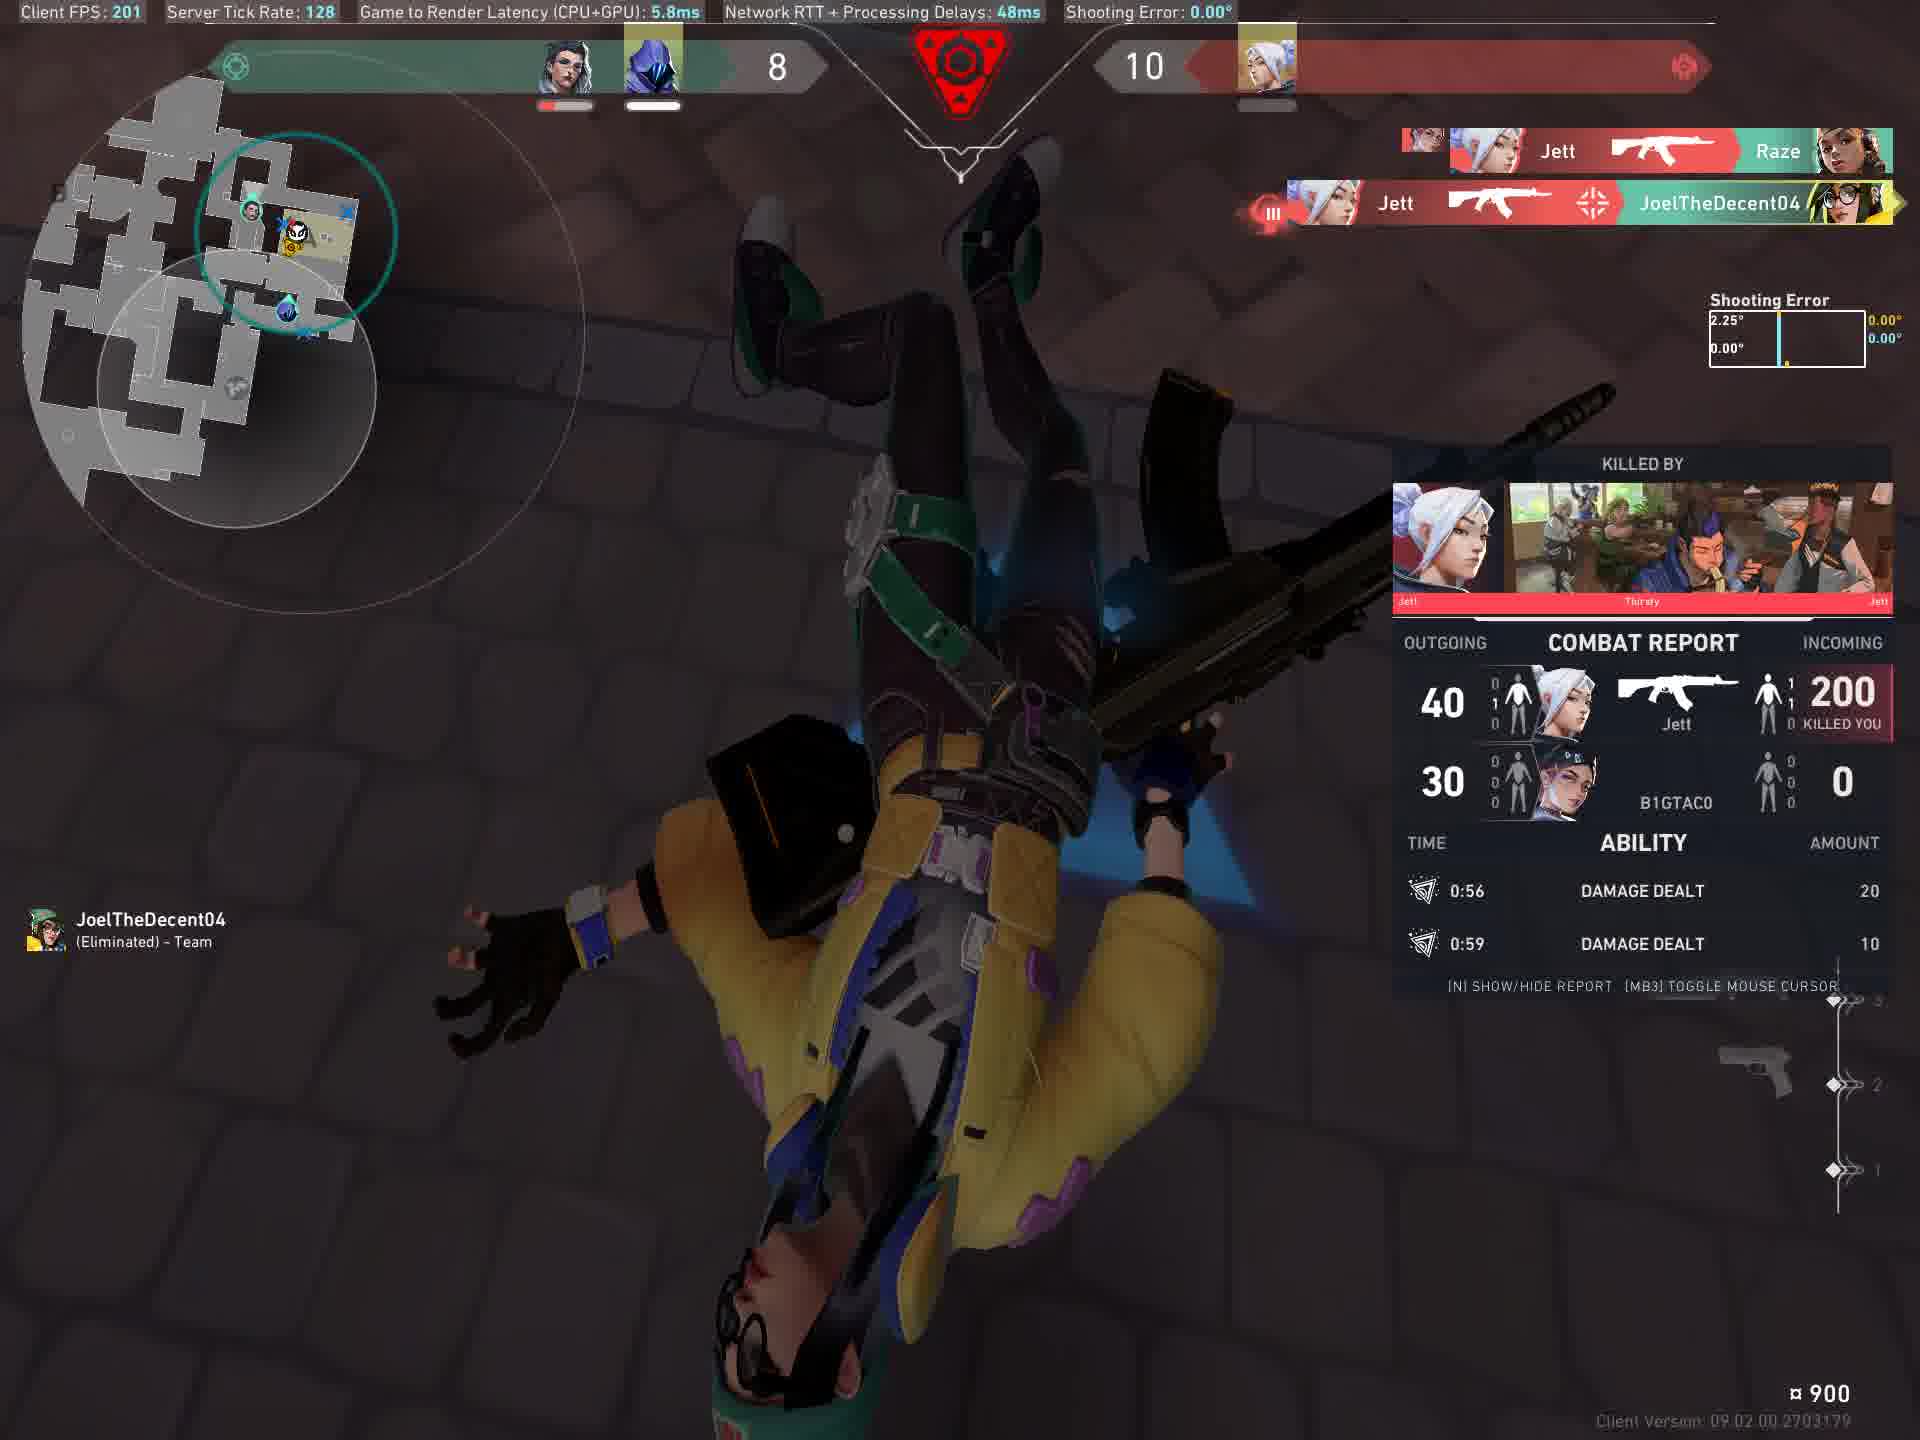 Client FPS: 201 Server Tick Rate: 128 Game to Render Latency (CPU+GPU): 5.8ms Network RTT + Processing Delays: 48ms Shooting Error: 0.00°
8 10
Jett Raze
III Jett JoelTheDecent04
Shooting Error
2.25° 0.00°
0.00° 0.00°
KILLED BY
Jett Thirsty Jett
OUTGOING COMBAT REPORT INCOMING
40 0 1 0 Jett 1 1 0 200 KILLED YOU
30 0 0 0 B1GTAC0 0 0 0 0
TIME ABILITY AMOUNT
0:56 DAMAGE DEALT 20
0:59 DAMAGE DEALT 10
[N] SHOW/HIDE REPORT [MB3] TOGGLE MOUSE CURSOR
3
2
1
JoelTheDecent04
(Eliminated) - Team
¤ 900
Client Version: 09.02.00.2703179